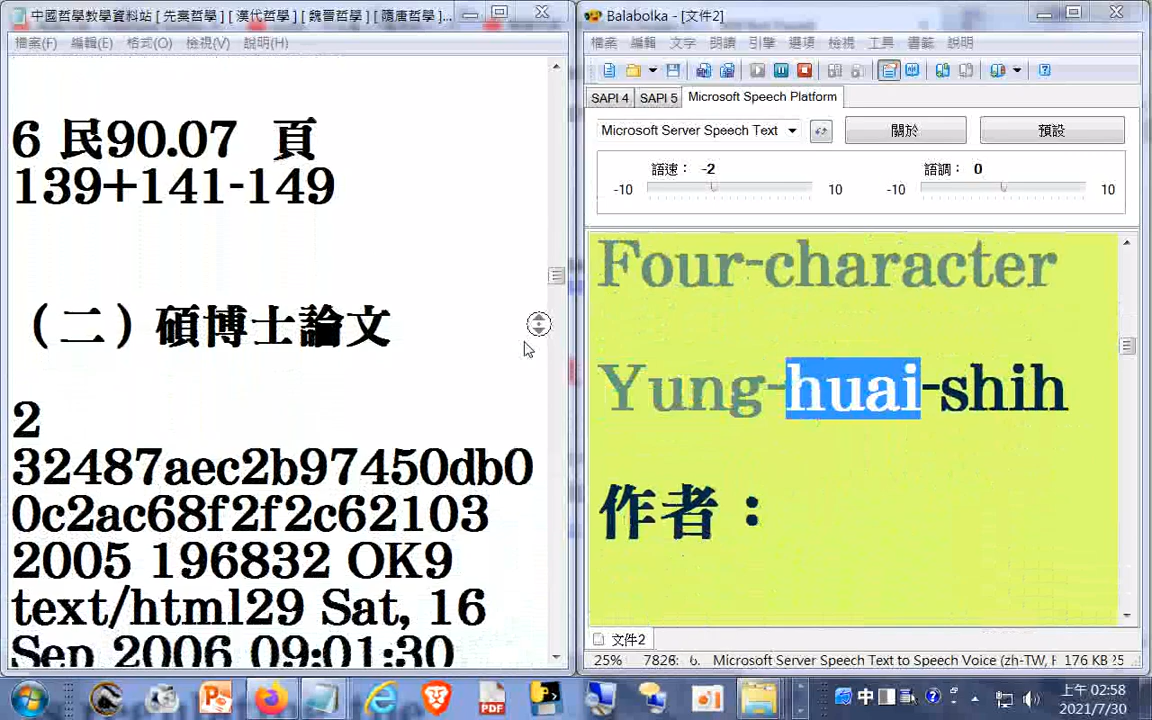 中國哲學教學資料站 [ 先秦哲學 ] [ 漢代哲學 ] [ 魏晉哲學 ] [ 隋唐哲學 ]...
檔案(F) 編輯(E) 格式(O) 檢視(V) 說明(H)
6 民90.07 頁
139+141-149
（二）碩博士論文
2
32487aec2b97450db0
0c2ac68f2f2c62103
2005 196832 OK9
text/html29 Sat, 16
Sep 2006 09:01:30
Balabolka - [文件2]
檔案 編輯 文字 朗讀 引擎 選項 檢視 工具 書籤 說明
SAPI 4 SAPI 5 Microsoft Speech Platform
Microsoft Server Speech Text 關於 預設
語速： -2 語調： 0
-10 10 -10 10
Four-character
Yung-huai-shih
作者：
文件2
25% 7826: 6. Microsoft Server Speech Text to Speech Voice (zh-TW, 176 KB
中
上午 02:58
2021/7/30